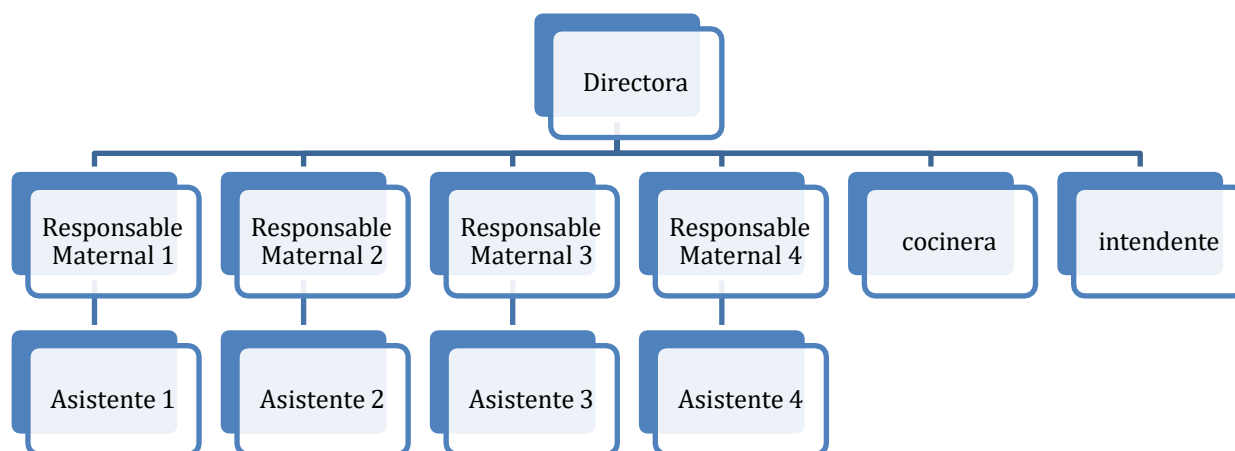 Directora
Responsable
Maternal 1
Responsable
Maternal 2
Responsable
Maternal 3
Responsable
Maternal 4
cocinera
intendente
Asistente 1
Asistente 2
Asistente 3
Asistente 4